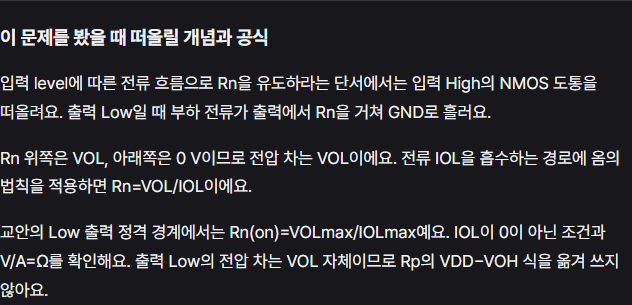 이 문제를 봤을 때 떠올릴 개념과 공식
입력 level에 따른 전류 흐름으로 Rn을 유도하라는 단서에서는 입력 High의 NMOS 도통을
떠올려요. 출력 Low일 때 부하 전류가 출력에서 Rn을 거쳐 GND로 흘러요.
Rn 위쪽은 VOL, 아래쪽은 0 V이므로 전압 차는 VOL이에요. 전류 IOL을 흡수하는 경로에 옴의
법칙을 적용하면 Rn=VOL/IOL이에요.
교안의 Low 출력 정격 경계에서는 Rn(on)=VOLmax/IOLmax예요. IOL이 0이 아닌 조건과
V/A=Ω를 확인해요. 출력 Low의 전압 차는 VOL 자체이므로 Rp의 VDD−VOH 식을 옮겨 쓰지
않아요.